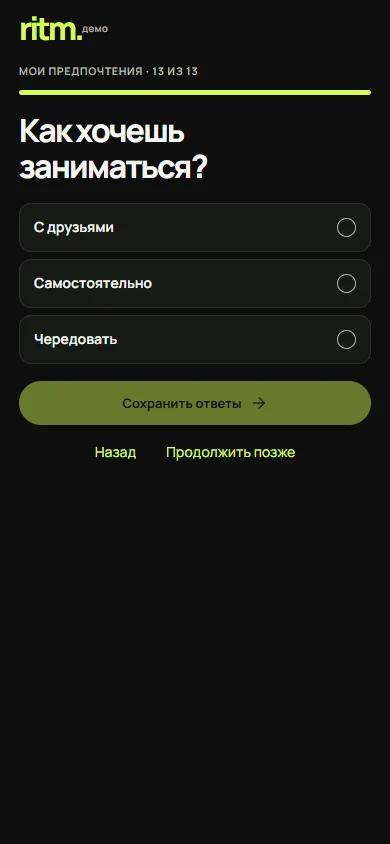 ritm.демо
МОИ ПРЕДПОЧТЕНИЯ · 13 ИЗ 13
Как хочешь
заниматься?
С друзьями
Самостоятельно
Чередовать
Сохранить ответы →
Назад Продолжить позже